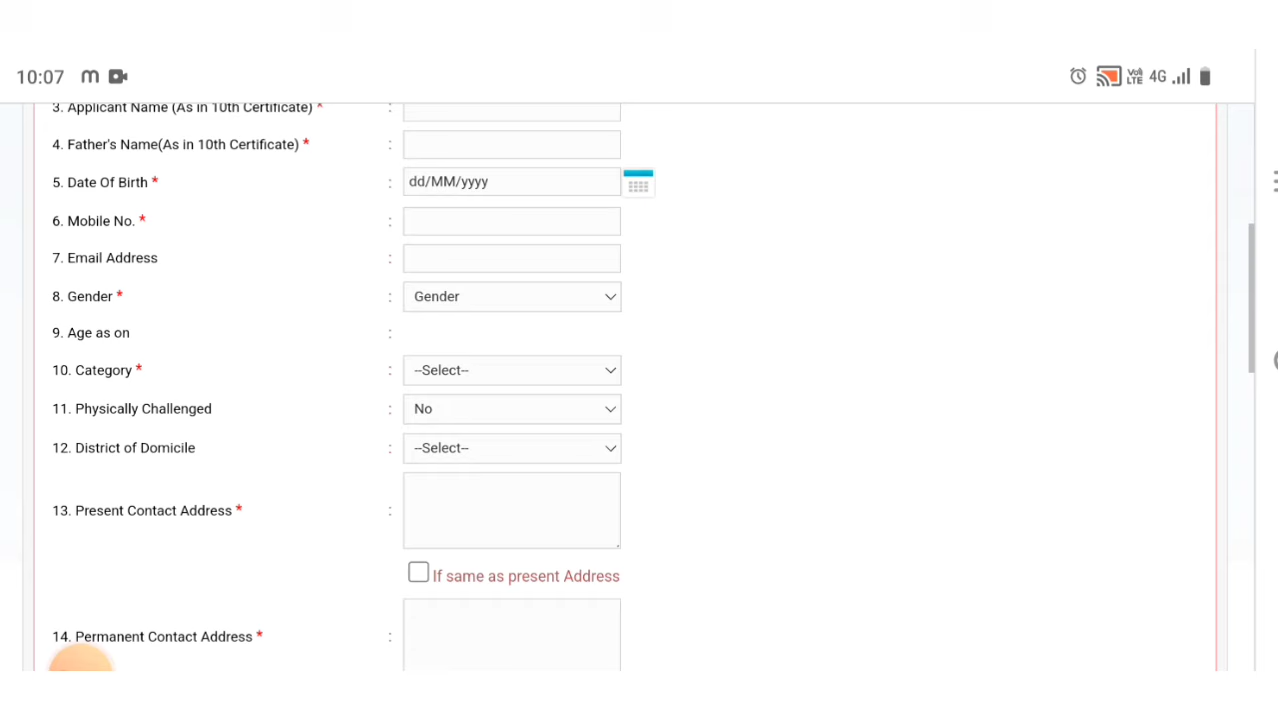 10:07
VoI) LTE 4G
3. Applicant Name (As in 10th Certificate) * :
4. Father's Name(As in 10th Certificate) * :
5. Date Of Birth * : dd/MM/yyyy
6. Mobile No. * :
7. Email Address :
8. Gender * : Gender
9. Age as on :
10. Category * : --Select--
11. Physically Challenged : No
12. District of Domicile : --Select--
13. Present Contact Address * :
If same as present Address
14. Permanent Contact Address * :